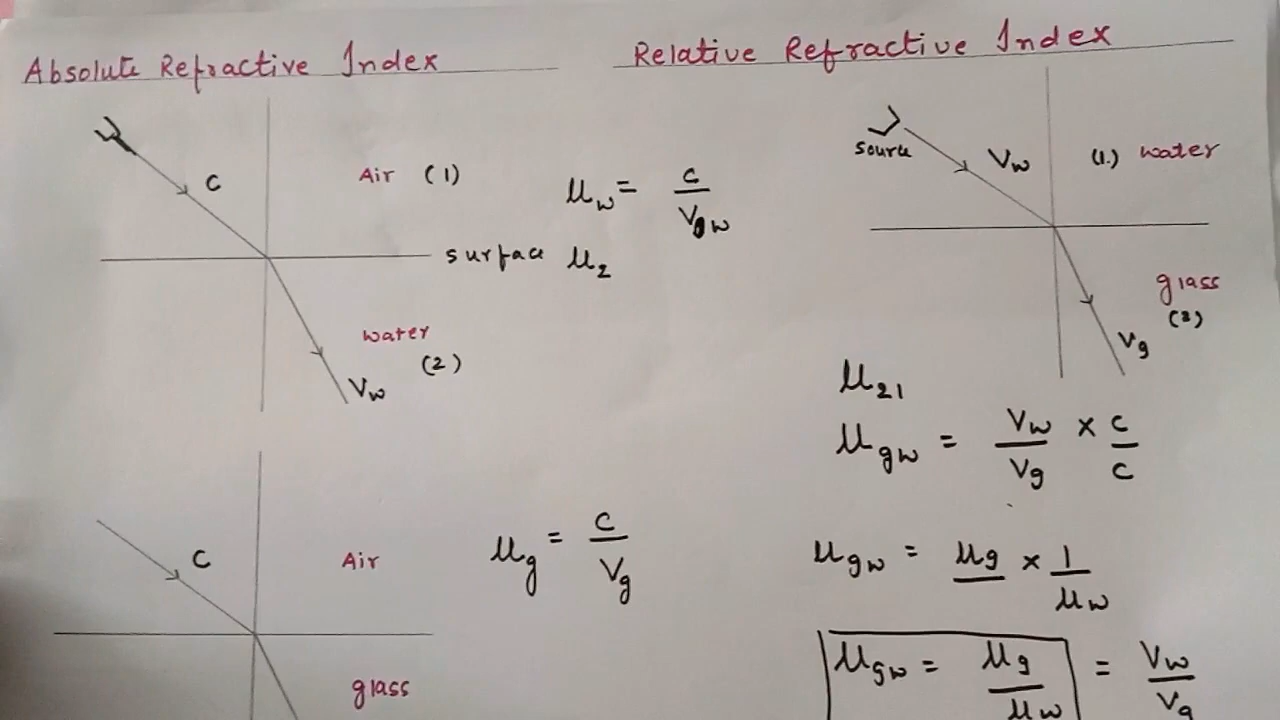 Absolute Refractive Index
C
Air (1)
μw = c/Vw
surface μ2
water
(2)
Vw
C
Air
μg = c/Vg
glass
Relative Refractive Index
source
Vw
(1.) water
glass
(2)
Vg
μ21
μgw = Vw/Vg × c/c
μgw = μg × 1/μw
μgw = μg/μw = Vw/Vg